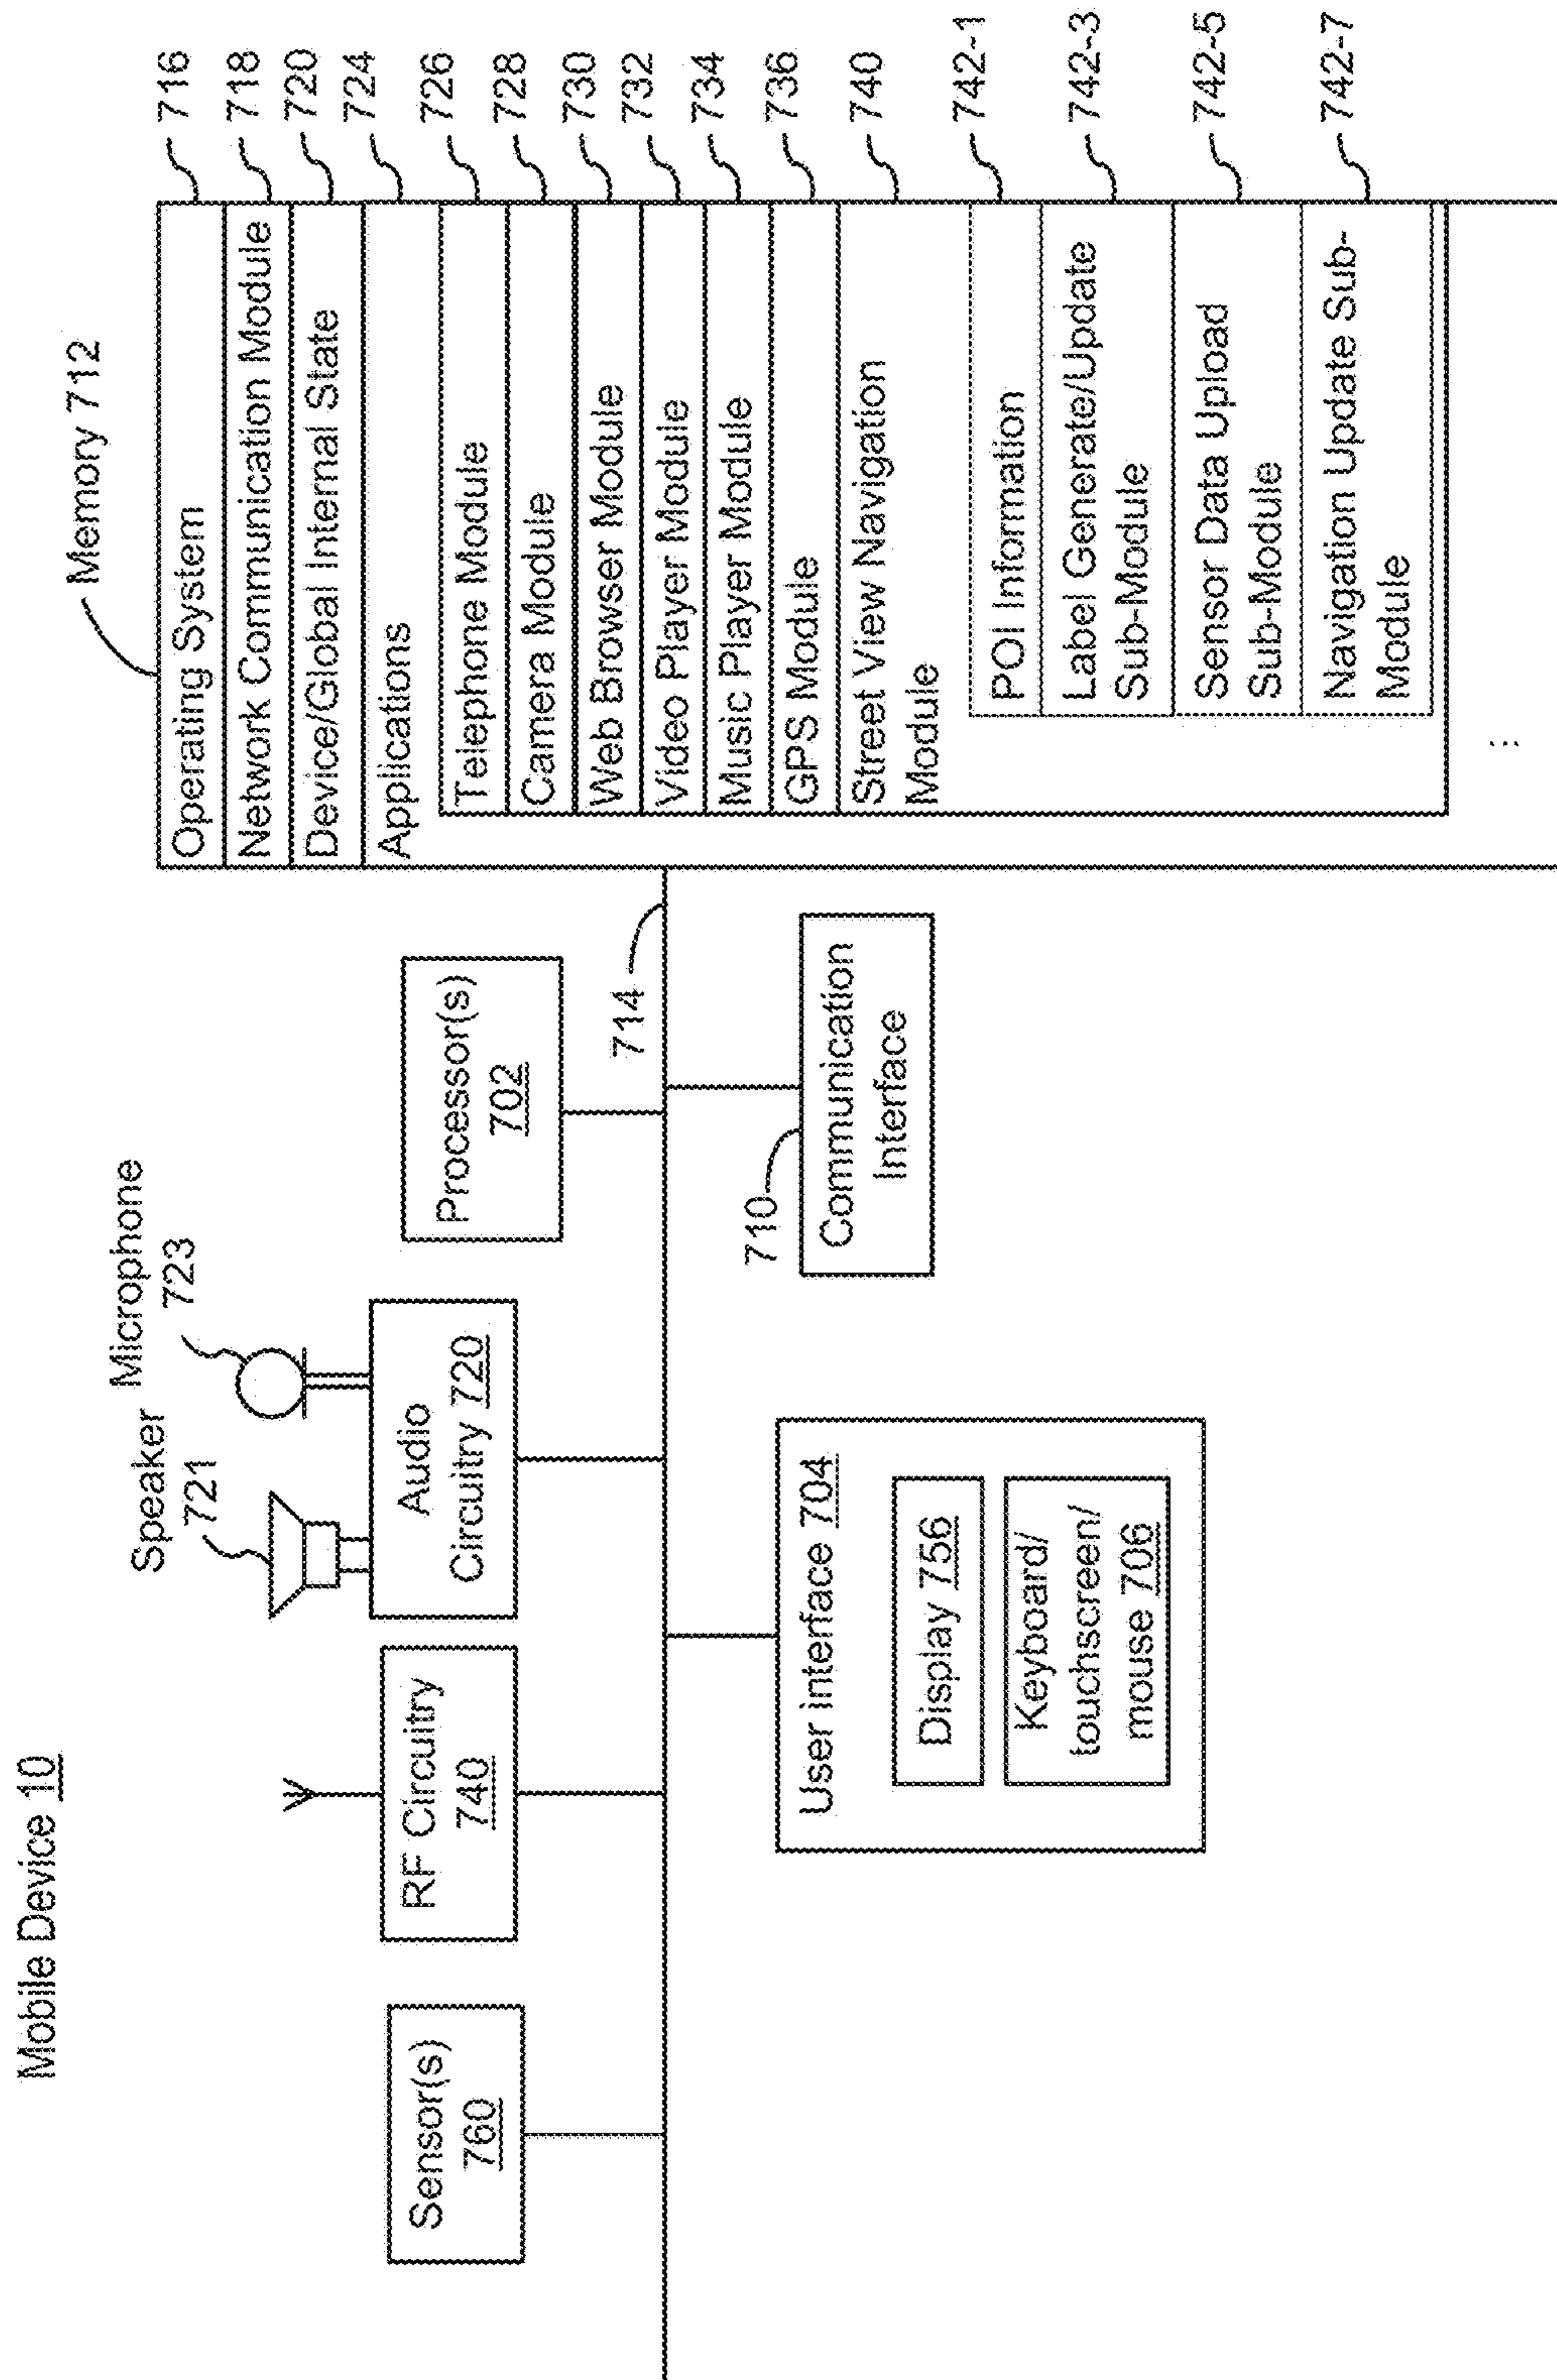 Mobile Device 10
Sensor(s)
760
RF Circuitry
740
Speaker
721
Microphone
723
Audio
Circuitry 720
Processor(s)
702
714
User interface 704
Display 756
Keyboard/
touchscreen/
mouse 706
710
Communication
Interface
Memory 712
Operating System
716
Network Communication Module
718
Device/Global Internal State
720
Applications
724
Telephone Module
726
Camera Module
728
Web Browser Module
730
Video Player Module
732
Music Player Module
734
GPS Module
736
Street View Navigation
Module
740
POI Information
742-1
Label Generate/Update
Sub-Module
742-3
Sensor Data Upload
Sub-Module
742-5
Navigation Update Sub-
Module
742-7
...